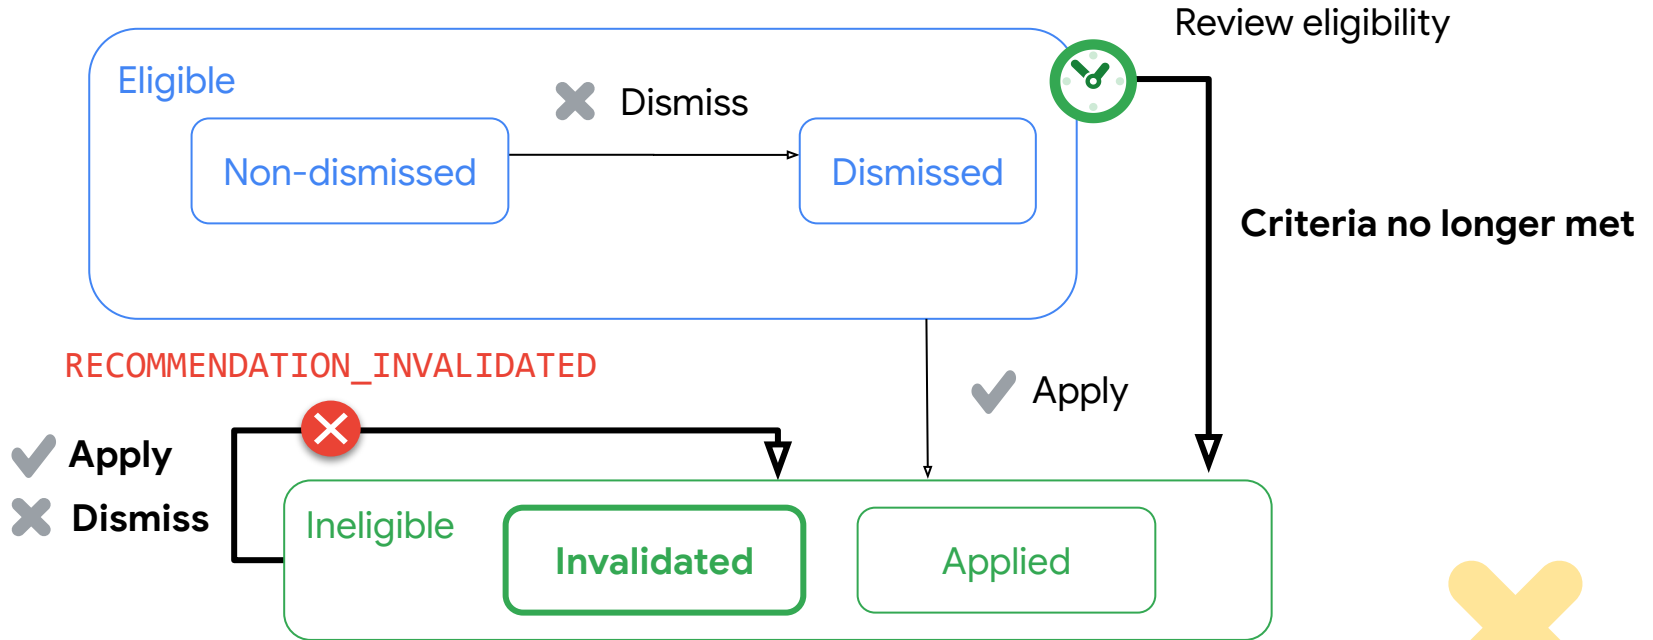 Review eligibility
Eligible
Dismiss
Non-dismissed
Dismissed
Criteria no longer met
RECOMMENDATION_INVALIDATED
Apply
Apply
Dismiss
Ineligible
Invalidated
Applied